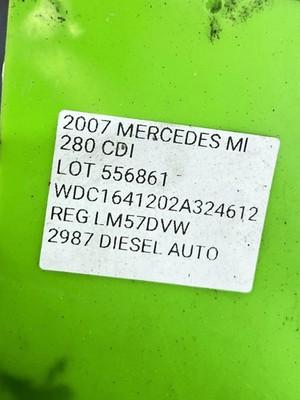 2007 MERCEDES MI
280 CDI
LOT 556861
WDC1641202A324612
REG LM57DVW
2987 DIESEL AUTO